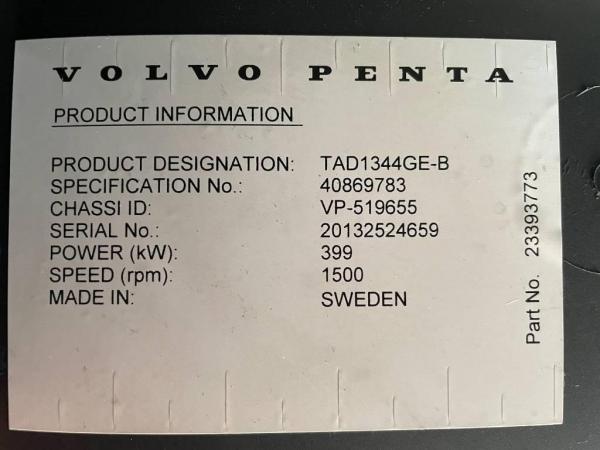 VOLVO PENTA
PRODUCT INFORMATION
PRODUCT DESIGNATION: TAD1344GE-B
SPECIFICATION No.: 40869783
CHASSI ID: VP-519655
SERIAL No.: 20132524659
POWER (kW): 399
SPEED (rpm): 1500
MADE IN: SWEDEN
Part No. 23393773